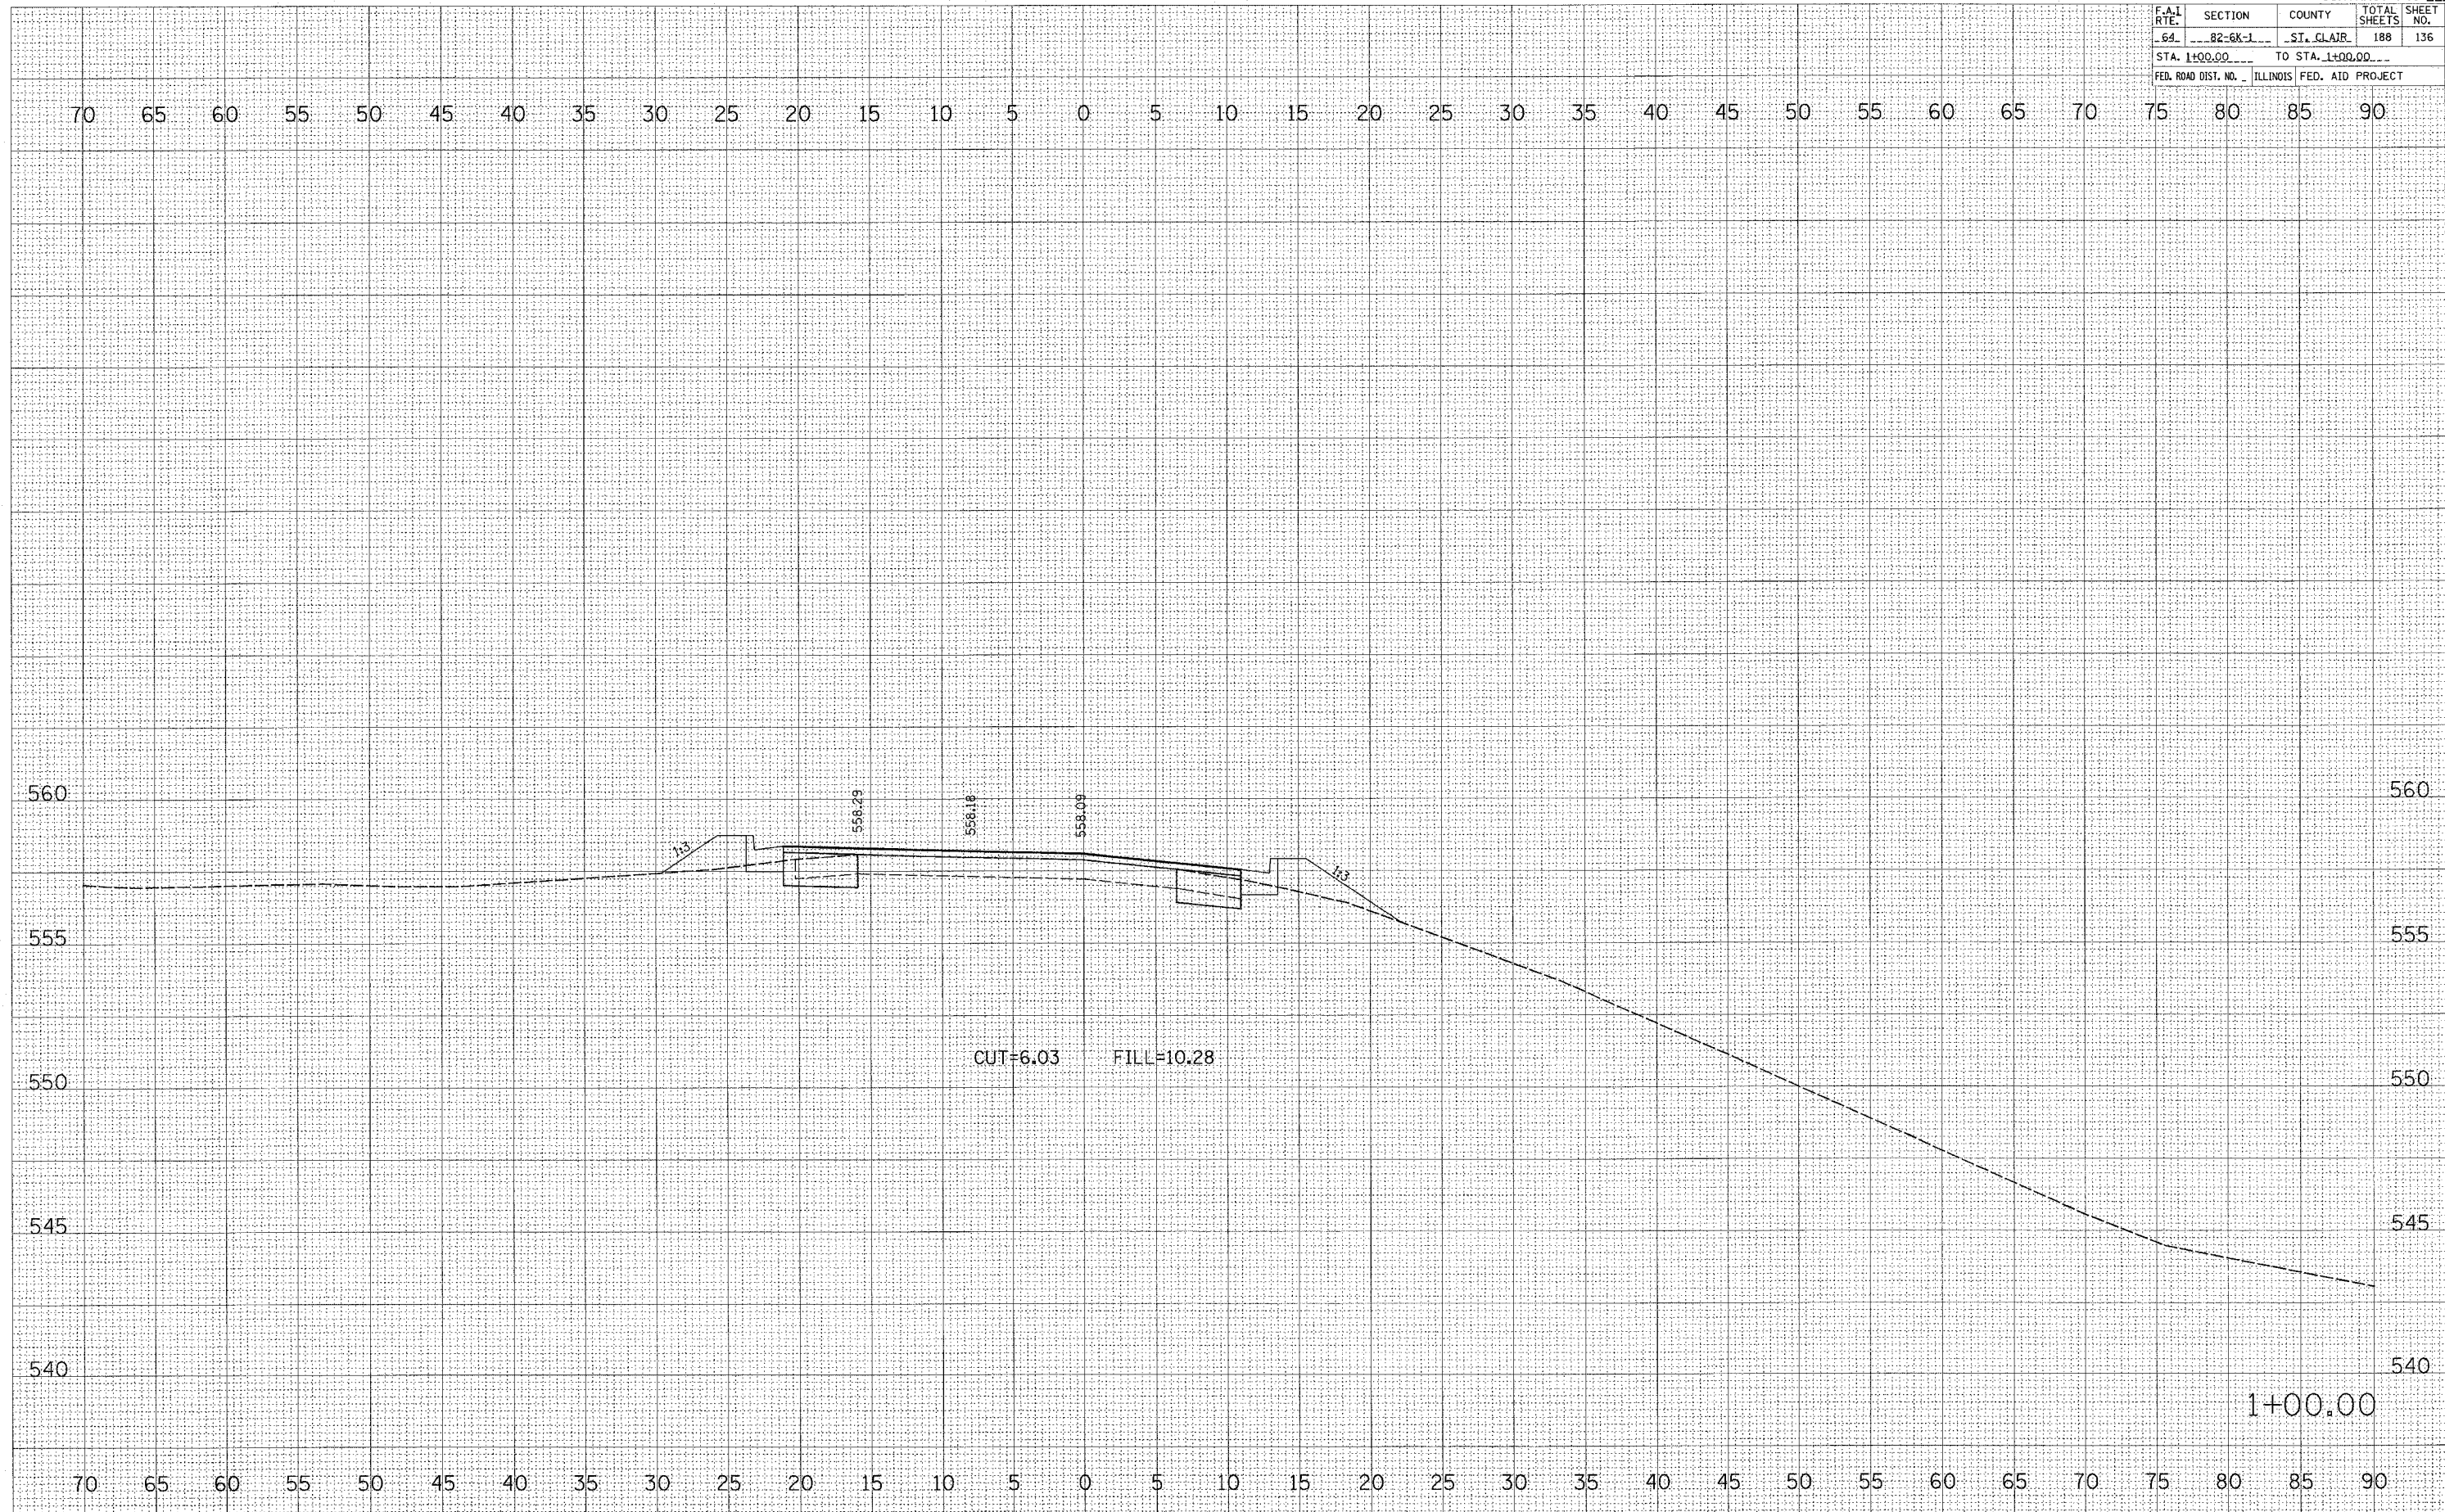 F.A.I. RTE. SECTION COUNTY TOTAL SHEETS SHEET NO.
64 82-6K-1 ST. CLAIR 188 136
STA. 1+00.00 TO STA. 1+00.00
FED. ROAD DIST. NO. _ ILLINOIS FED. AID PROJECT
70 65 60 55 50 45 40 35 30 25 20 15 10 5 0 5 10 15 20 25 30 35 40 45 50 55 60 65 70 75 80 85 90
560 560
558.29 558.18 558.09
1:3 1:3
555 555
CUT=6.03 FILL=10.28
550 550
545 545
540 540
1+00.00
70 65 60 55 50 45 40 35 30 25 20 15 10 5 0 5 10 15 20 25 30 35 40 45 50 55 60 65 70 75 80 85 90